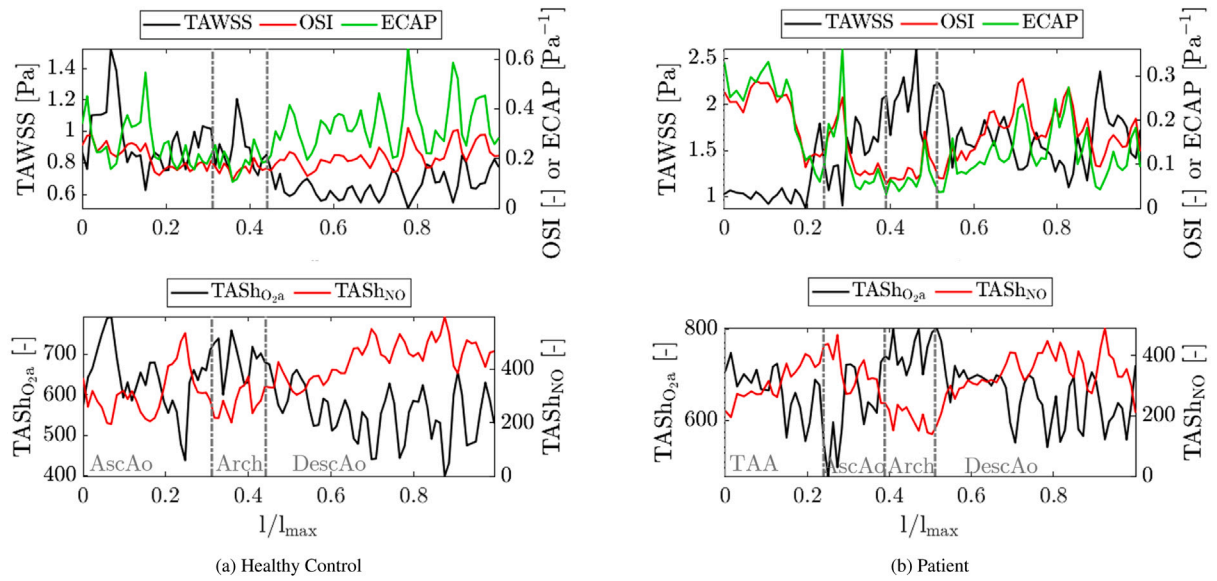 TAWSS OSI ECAP
TAWSS [Pa]
1.4
1.2
1
0.8
0.6
0.6
0.4
0.2
0
OSI [-] or ECAP [Pa⁻¹]
0 0.2 0.4 0.6 0.8
TASh_O₂a TASh_NO
TASh_O₂a [-]
700
600
500
400
400
200
0
TASh_NO [-]
AscAo Arch DescAo
0 0.2 0.4 0.6 0.8
l/l_max
(a) Healthy Control
TAWSS OSI ECAP
TAWSS [Pa]
2.5
2
1.5
1
0.3
0.2
0.1
0
OSI [-] or ECAP [Pa⁻¹]
0 0.2 0.4 0.6 0.8
TASh_O₂a TASh_NO
TASh_O₂a [-]
800
600
400
200
0
TASh_NO [-]
TAA AscAo Arch DescAo
0 0.2 0.4 0.6 0.8
l/l_max
(b) Patient